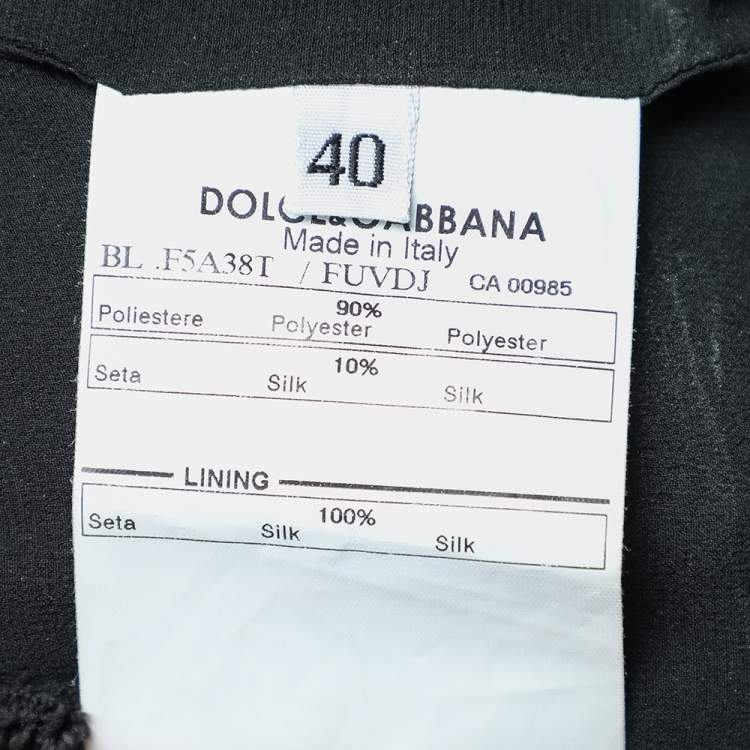 40
DOLCE&GABBANA
Made in Italy
BL .F5A38T / FUVDJ CA 00985
90%
Poliestere Polyester Polyester
10%
Seta Silk Silk
LINING
100%
Seta Silk Silk